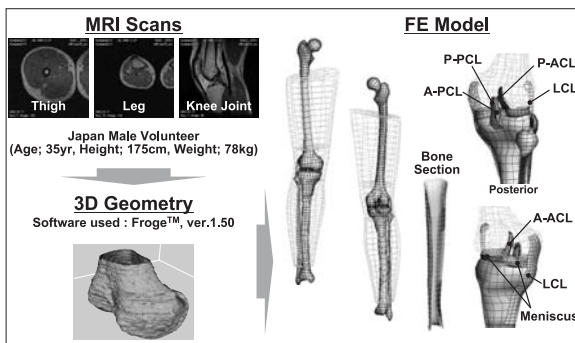 MRI Scans
Thigh
Leg
Knee Joint
Japan Male Volunteer
(Age; 35yr, Height; 175cm, Weight; 78kg)
3D Geometry
Software used : Froge™, ver.1.50
FE Model
Bone
Section
P-PCL
P-ACL
A-PCL
LCL
Posterior
A-ACL
LCL
Meniscus